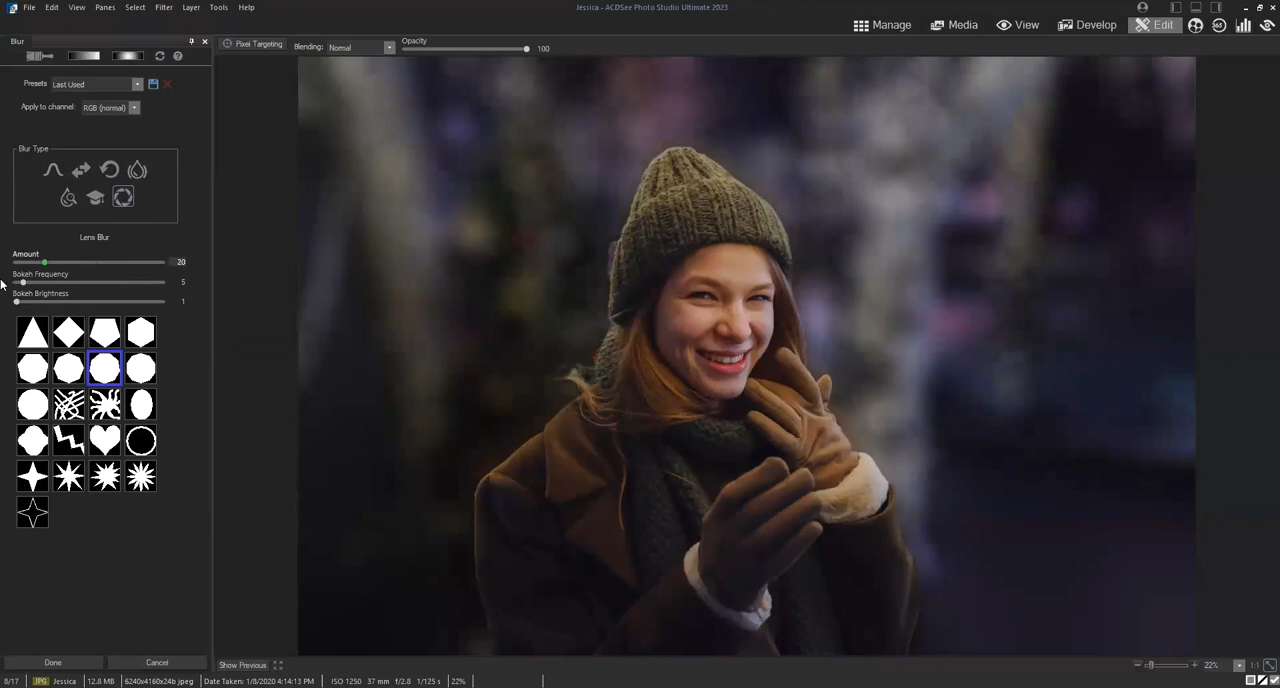 File Edit View Panes Select Filter Layer Tools Help
Jessica - ACDSee Photo Studio Ultimate 2023
Manage Media View Develop Edit 365
Blur
Pixel Targeting Blending: Normal Opacity 100
Presets Last Used
Apply to channel: RGB (normal)
Blur Type
Lens Blur
Amount 20
Bokeh Frequency 5
Bokeh Brightness 1
Done Cancel
Show Previous 22% 1:1
8/17 JPG Jessica 12.8 MB 6240x4160x24b jpeg Date Taken: 1/8/2020 4:14:13 PM ISO 1250 37 mm f/2.8 1/125 s 22%